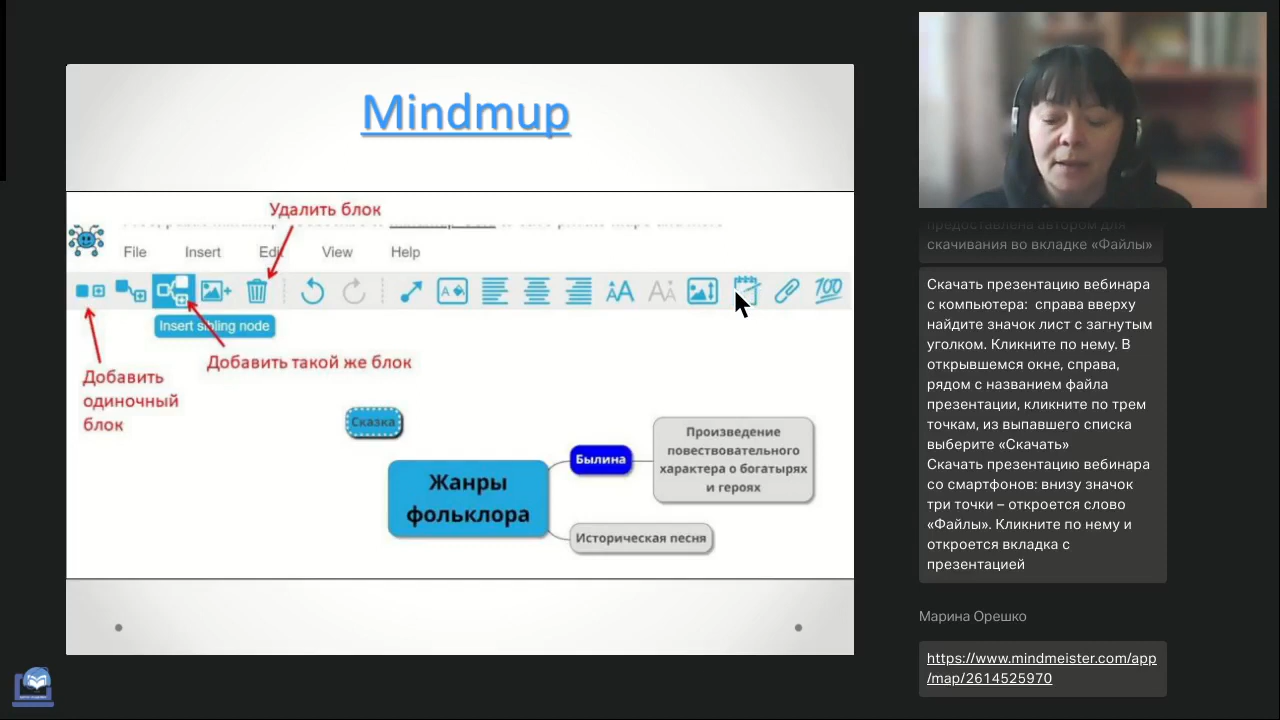 Mindmup
Удалить блок
File Insert Edit View Help
Insert sibling node
Добавить такой же блок
Добавить
одиночный
блок
Сказка
Жанры
фольклора
Былина
Произведение
повествовательного
характера о богатырях
и героях
Историческая песня
предоставлена автором для
скачивания во вкладке «Файлы»
Скачать презентацию вебинара
с компьютера: справа вверху
найдите значок лист с загнутым
уголком. Кликните по нему. В
открывшемся окне, справа,
рядом с названием файла
презентации, кликните по трем
точкам, из выпавшего списка
выберите «Скачать»
Скачать презентацию вебинара
со смартфонов: внизу значок
три точки – откроется слово
«Файлы». Кликните по нему и
откроется вкладка с
презентацией
Марина Орешко
https://www.mindmeister.com/app
/map/2614525970